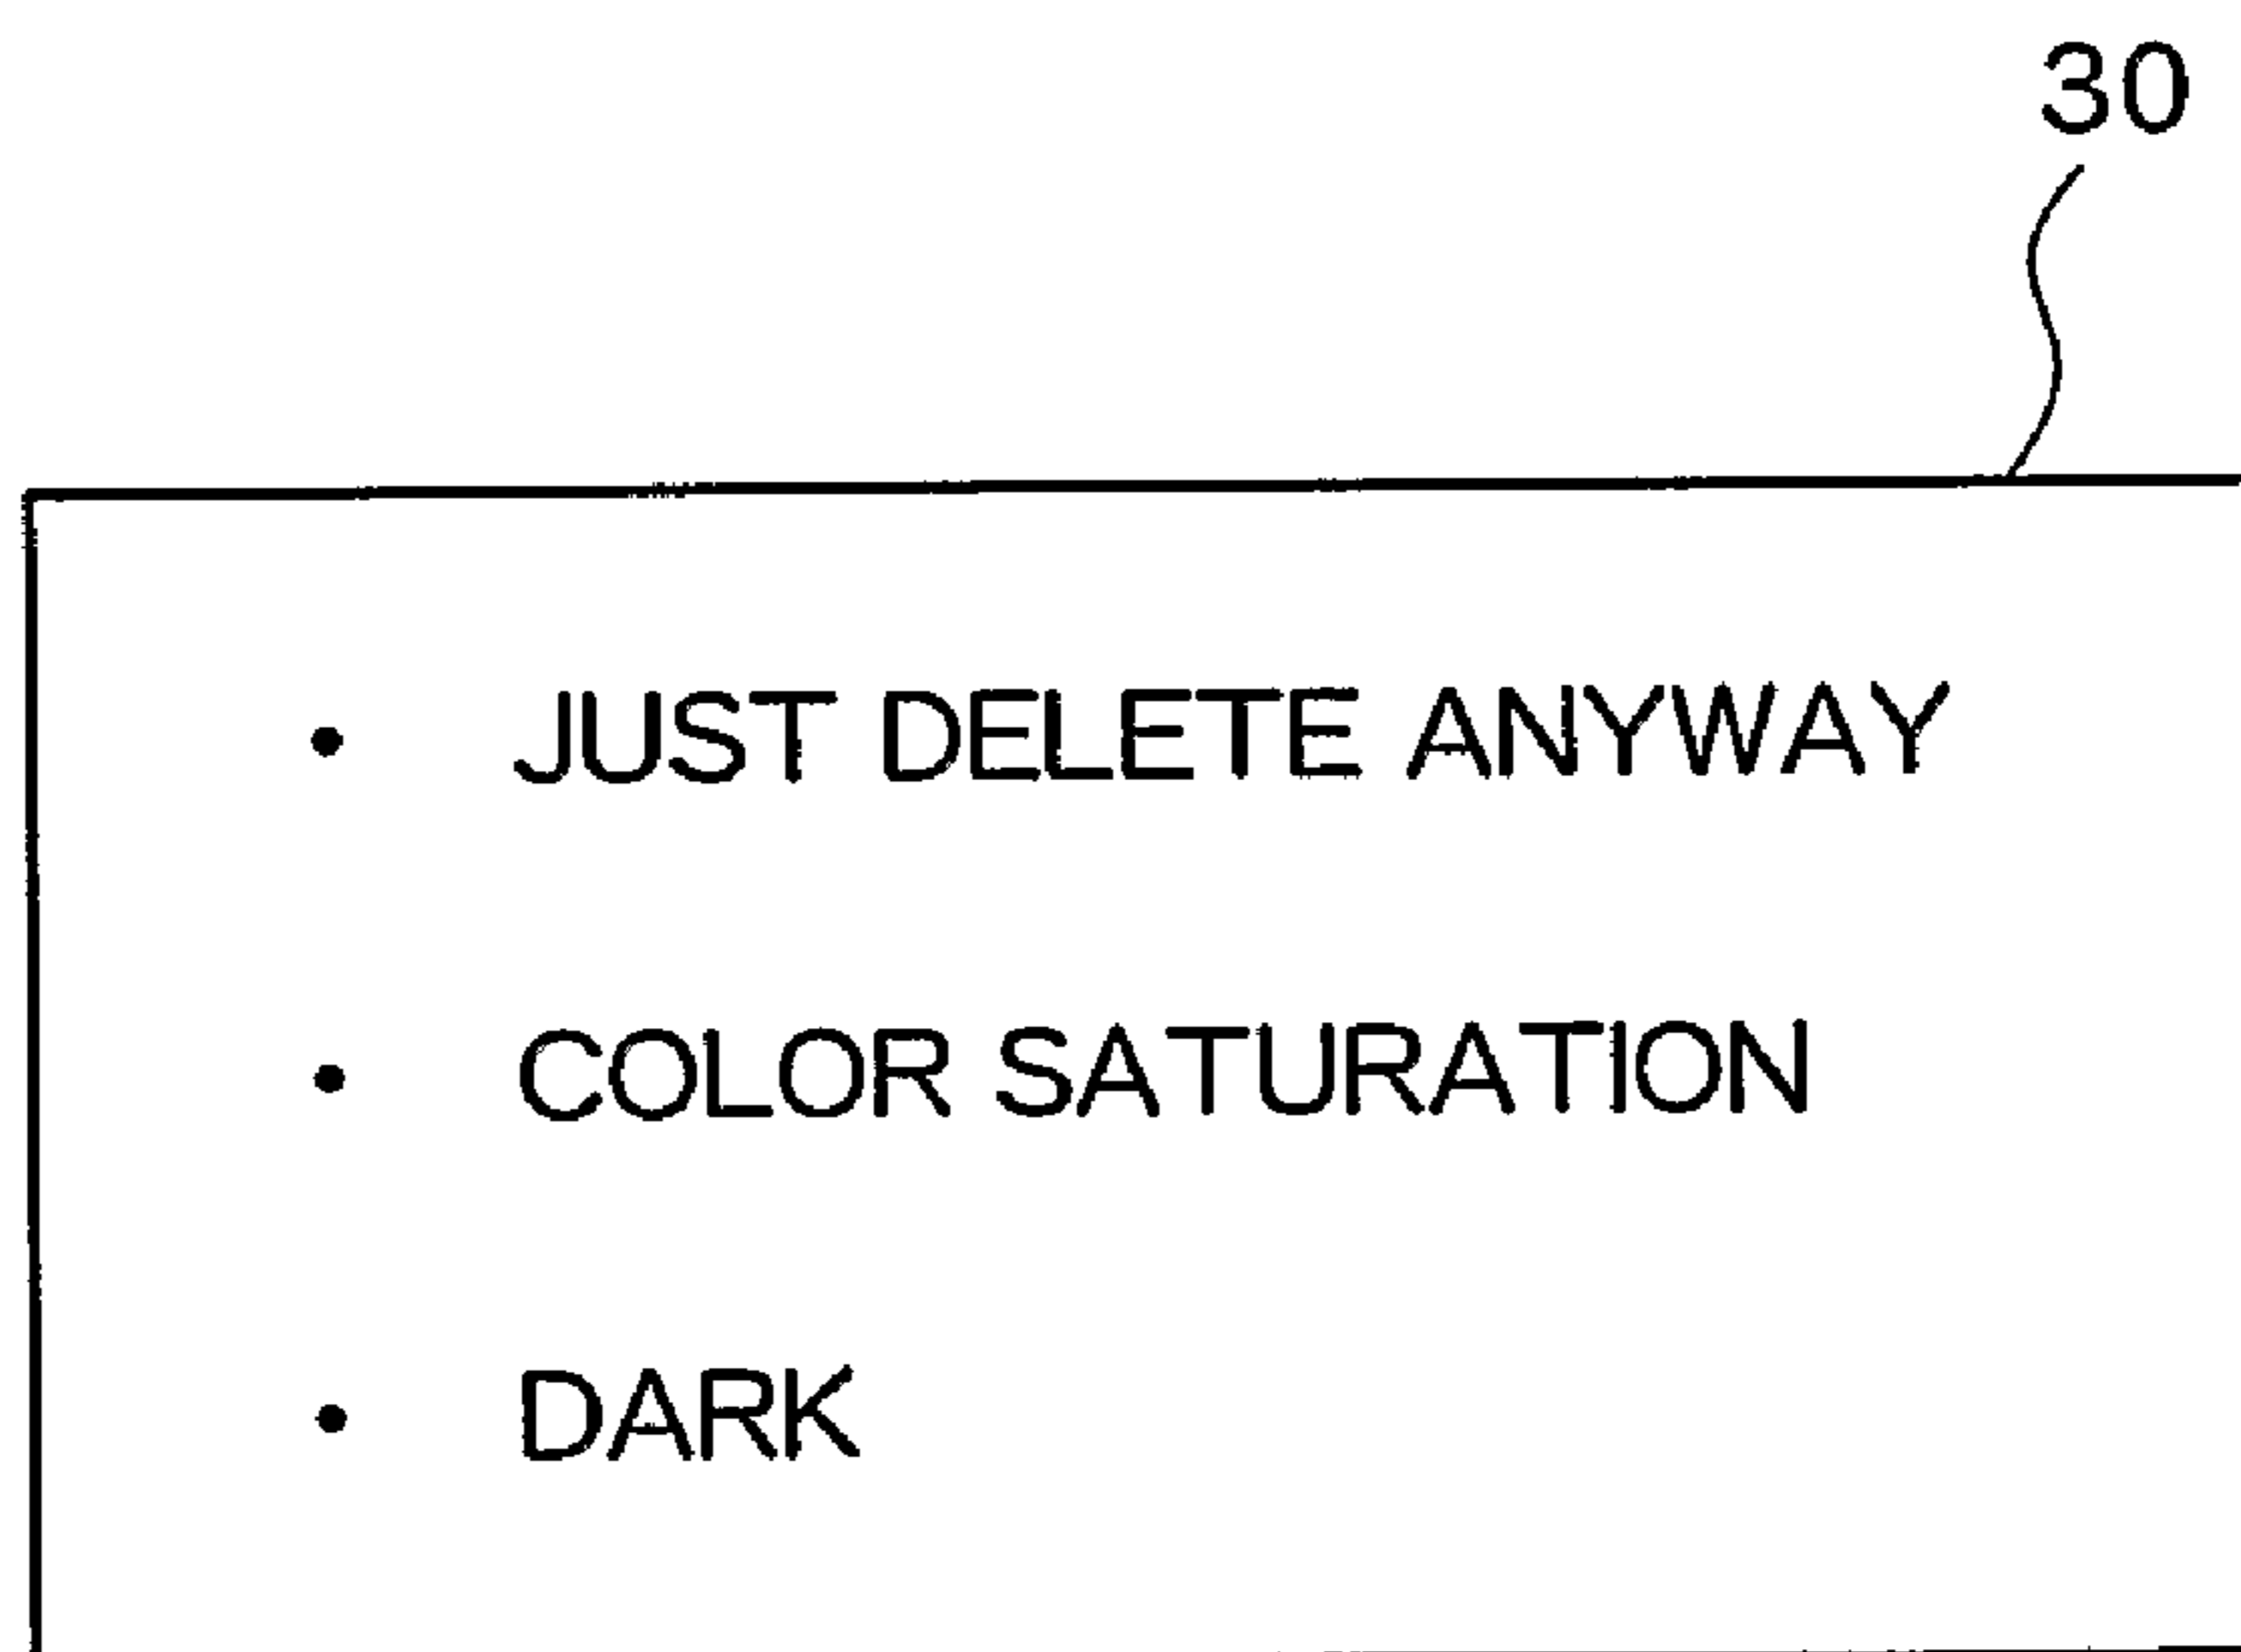 30
• JUST DELETE ANYWAY
• COLOR SATURATION
• DARK